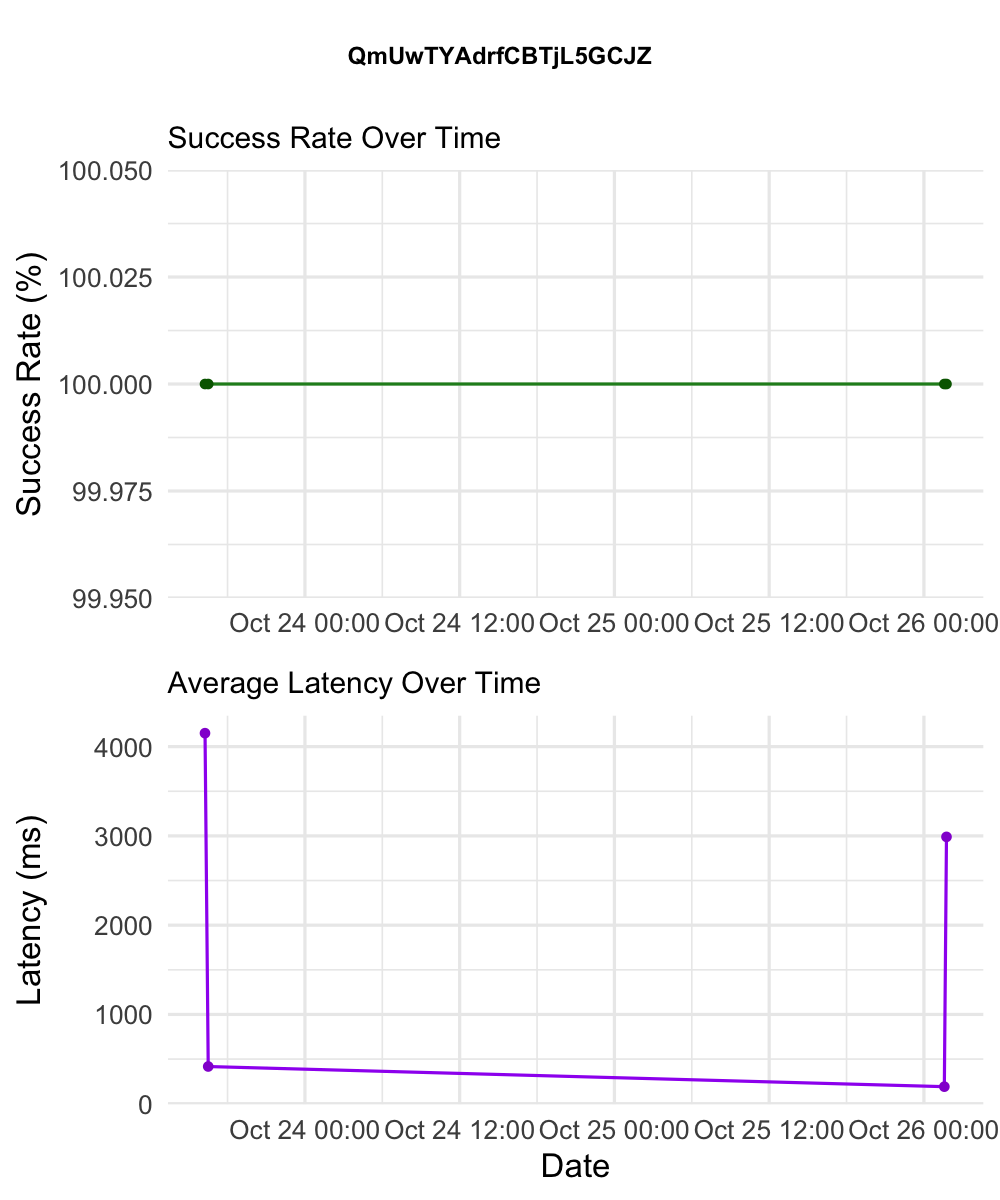 QmUwTYAdrfCBTjL5GCJZ
Success Rate Over Time
Success Rate (%)
100.050
100.025
100.000
99.975
99.950
Oct 24 00:00 Oct 24 12:00 Oct 25 00:00 Oct 25 12:00 Oct 26 00:00
Average Latency Over Time
Latency (ms)
4000
3000
2000
1000
0
Oct 24 00:00 Oct 24 12:00 Oct 25 00:00 Oct 25 12:00 Oct 26 00:00
Date